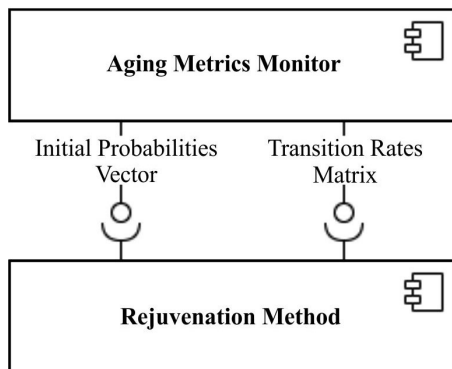 Aging Metrics Monitor
Initial Probabilities
Vector
Transition Rates
Matrix
Rejuvenation Method